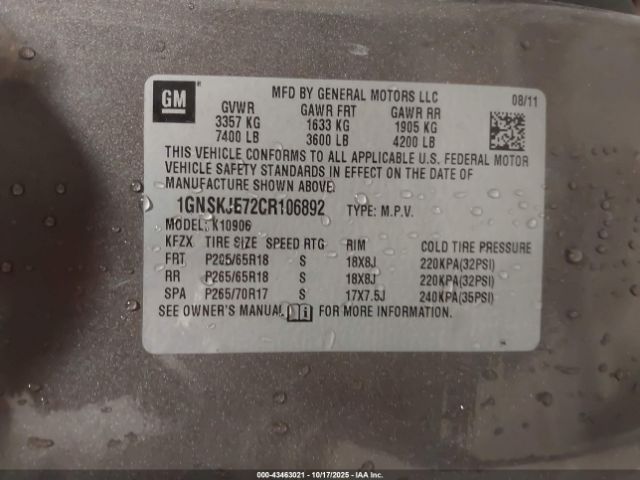 GM
MFD BY GENERAL MOTORS LLC
08/11
GVWR GAWR FRT GAWR RR
3357 KG 1633 KG 1905 KG
7400 LB 3600 LB 4200 LB
THIS VEHICLE CONFORMS TO ALL APPLICABLE U.S. FEDERAL MOTOR
VEHICLE SAFETY STANDARDS IN EFFECT ON THE DATE OF
MANUFACTURE SHOWN ABOVE.
1GNSKJE72CR106892 TYPE: M.P.V.
MODEL: K10906
KFZX TIRE SIZE SPEED RTG RIM COLD TIRE PRESSURE
FRT P265/65R18 S 18X8J 220KPA(32PSI)
RR P265/65R18 S 18X8J 220KPA(32PSI)
SPA P265/70R17 S 17X7.5J 240KPA(35PSI)
SEE OWNER'S MANUAL FOR MORE INFORMATION.
000-43463021 - 10/17/2025 - IAAI.com